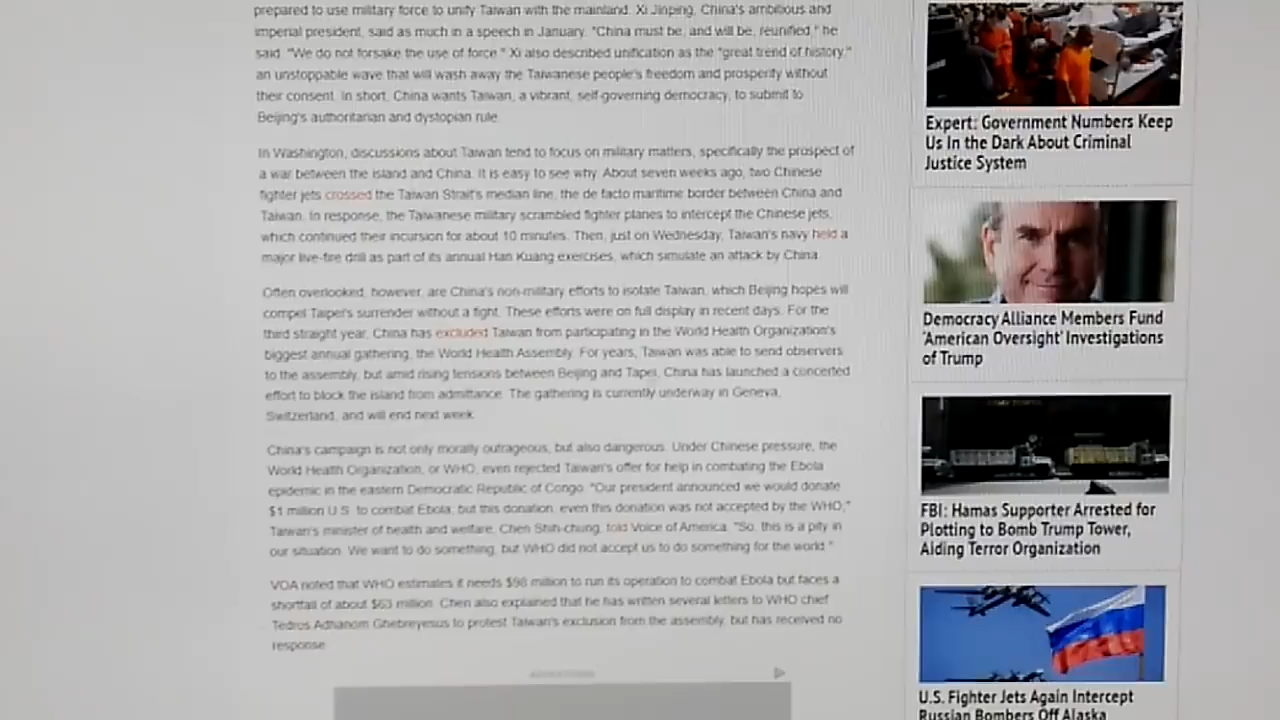 prepared to use military force to unify Taiwan with the mainland. Xi Jinping, China's ambitious and
imperial president, said as much in a speech in January. "China must be, and will be, reunified," he
said. "We do not forsake the use of force." Xi also described unification as the "great trend of history,"
an unstoppable wave that will wash away the Taiwanese people's freedom and prosperity without
their consent. In short, China wants Taiwan, a vibrant, self-governing democracy, to submit to
Beijing's authoritarian and dystopian rule.
In Washington, discussions about Taiwan tend to focus on military matters, specifically the prospect of
a war between the island and China. It is easy to see why. About seven weeks ago, two Chinese
fighter jets crossed the Taiwan Strait's median line, the de facto maritime border between China and
Taiwan. In response, the Taiwanese military scrambled fighter planes to intercept the Chinese jets,
which continued their incursion for about 10 minutes. Then, just on Wednesday, Taiwan's navy held a
major live-fire drill as part of its annual Han Kuang exercises, which simulate an attack by China.
Often overlooked, however, are China's non-military efforts to isolate Taiwan, which Beijing hopes will
compel Taipei's surrender without a fight. These efforts were on full display in recent days. For the
third straight year, China has excluded Taiwan from participating in the World Health Organization's
biggest annual gathering, the World Health Assembly. For years, Taiwan was able to send observers
to the assembly, but amid rising tensions between Beijing and Tapei, China has launched a concerted
effort to block the island from admittance. The gathering is currently underway in Geneva,
Switzerland, and will end next week.
China's campaign is not only morally outrageous, but also dangerous. Under Chinese pressure, the
World Health Organization, or WHO, even rejected Taiwan's offer for help in combating the Ebola
epidemic in the eastern Democratic Republic of Congo. "Our president announced we would donate
$1 million U.S. to combat Ebola, but this donation, even this donation was not accepted by the WHO,"
Taiwan's minister of health and welfare, Chen Shih-chung, told Voice of America. "So, this is a pity in
our situation. We want to do something, but WHO did not accept us to do something for the world."
VOA noted that WHO estimates it needs $98 million to run its operation to combat Ebola but faces a
shortfall of about $63 million. Chen also explained that he has written several letters to WHO chief
Tedros Adhanom Ghebreyesus to protest Taiwan's exclusion from the assembly, but has received no
response.
Expert: Government Numbers Keep
Us In the Dark About Criminal
Justice System
Democracy Alliance Members Fund
'American Oversight' Investigations
of Trump
FBI: Hamas Supporter Arrested for
Plotting to Bomb Trump Tower,
Aiding Terror Organization
U.S. Fighter Jets Again Intercept
Russian Bombers Off Alaska